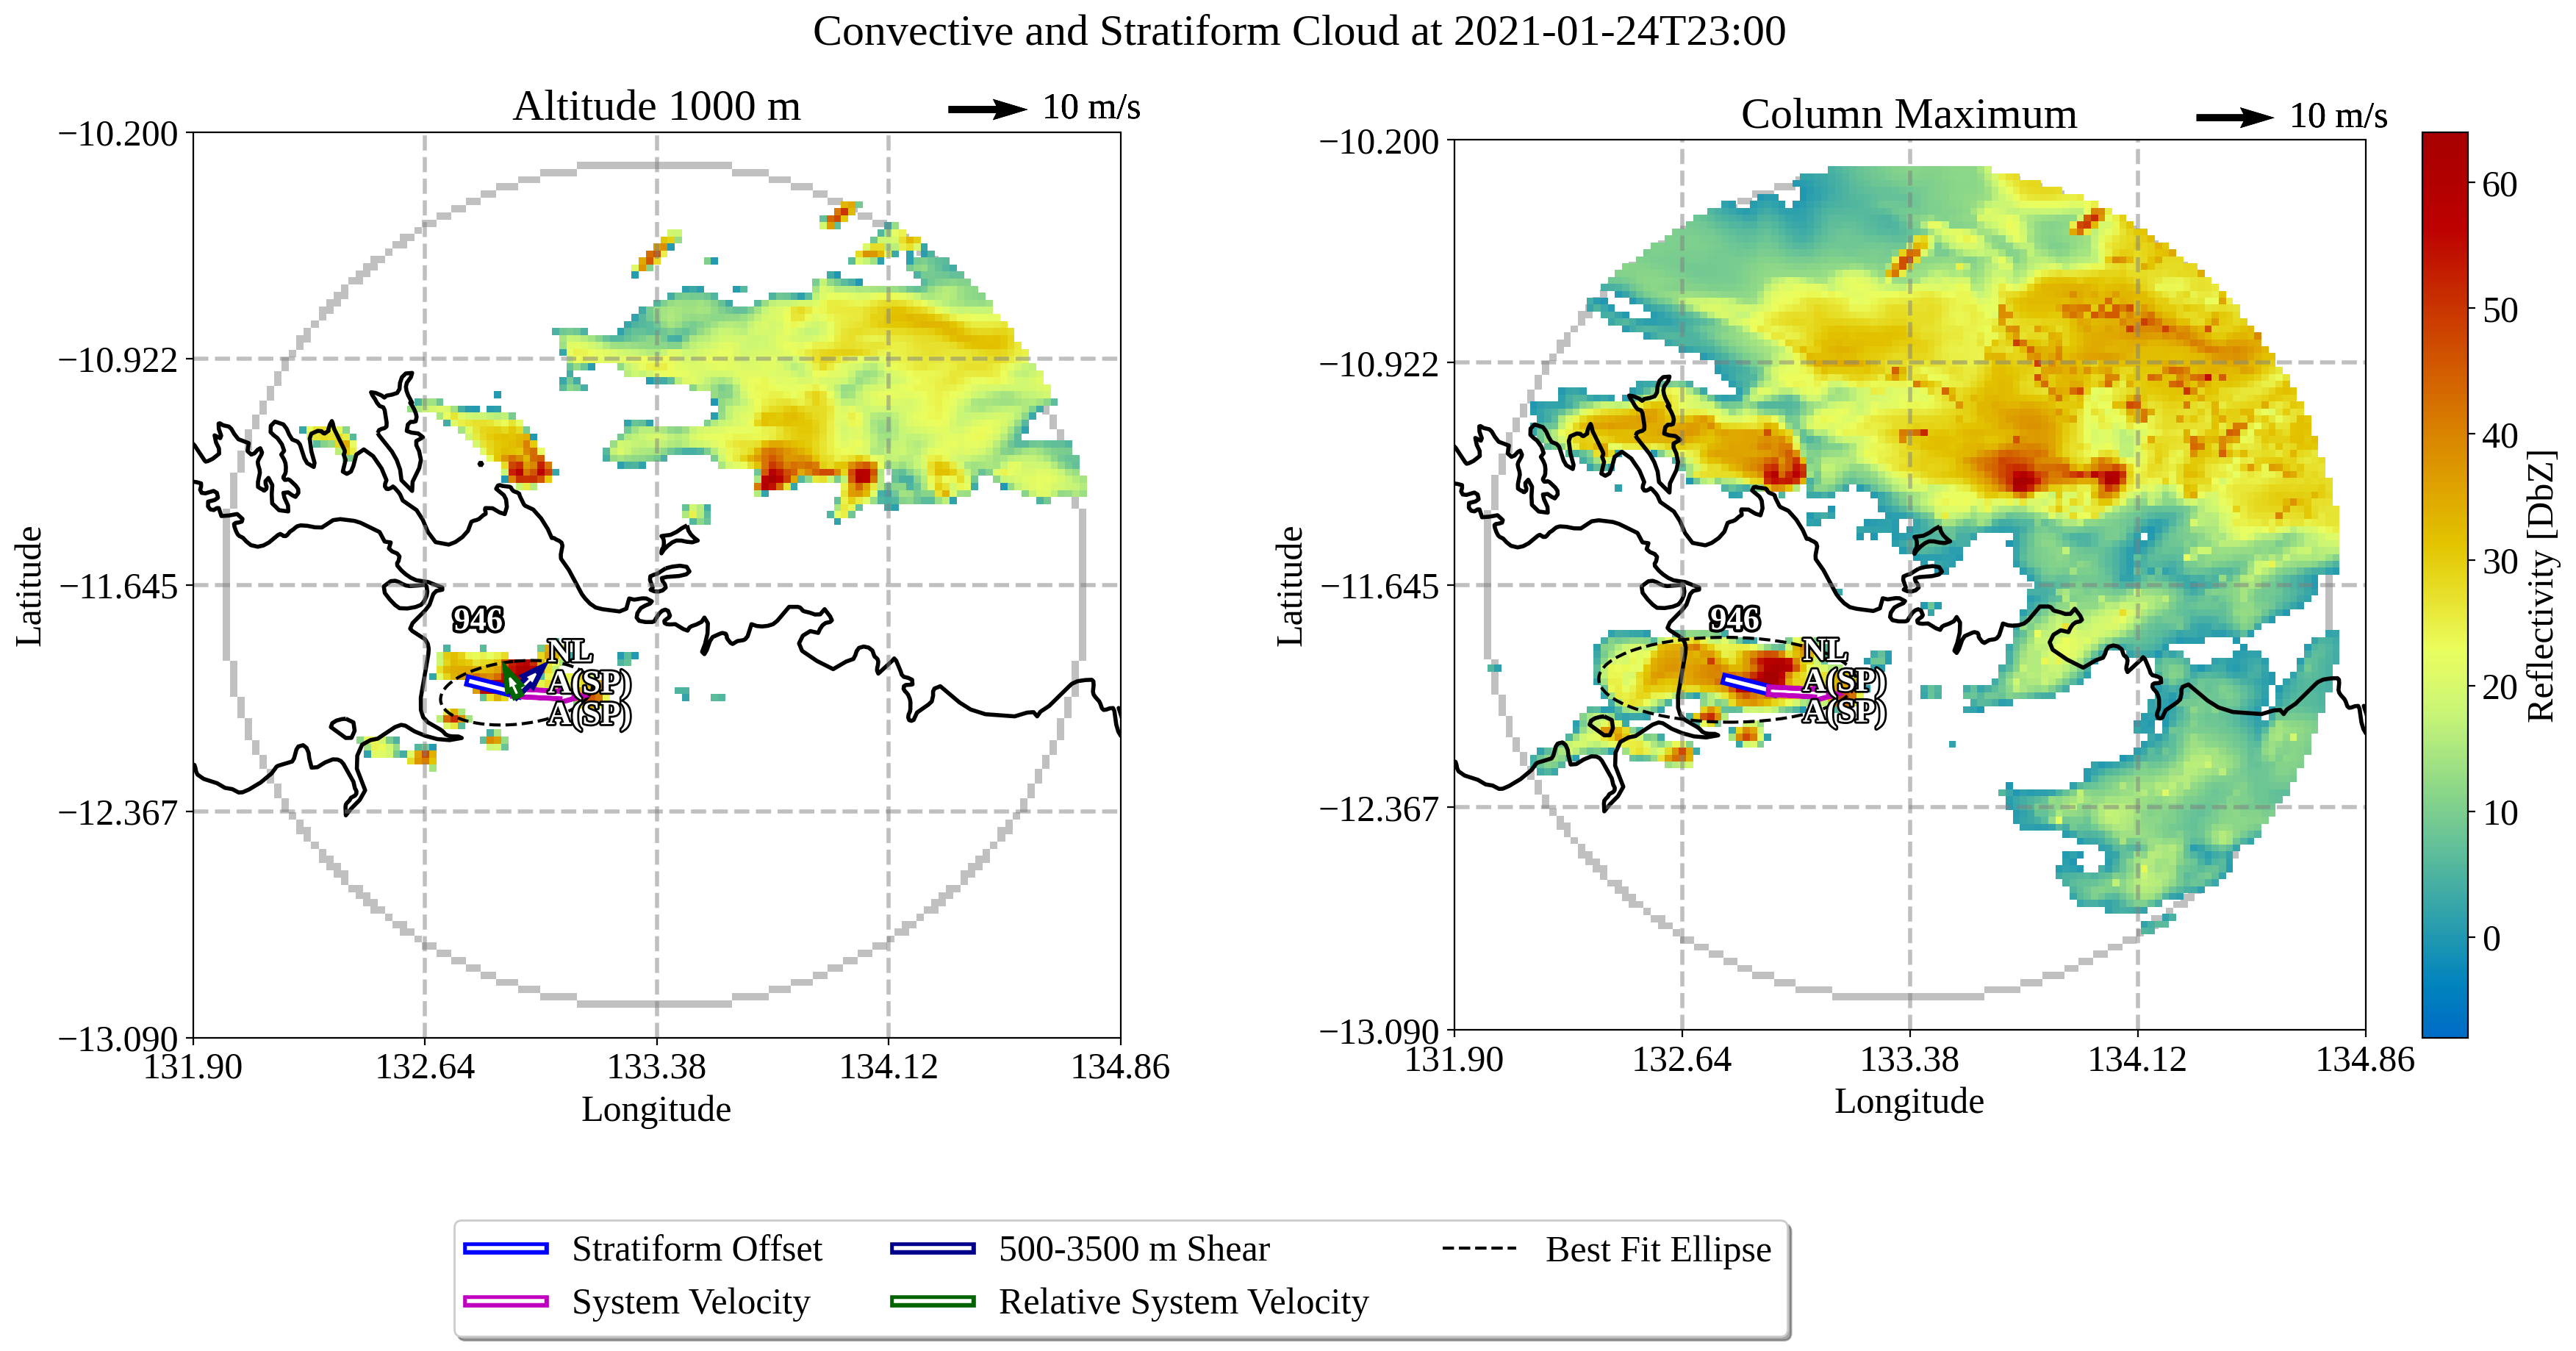 Convective and Stratiform Cloud at 2021-01-24T23:00
Altitude 1000 m
10 m/s
−10.200
−10.922
−11.645
−12.367
−13.090
131.90
132.64
133.38
134.12
134.86
Latitude
Longitude
946
NL
A(SP)
A(SP)
Column Maximum
10 m/s
−10.200
−10.922
−11.645
−12.367
−13.090
131.90
132.64
133.38
134.12
134.86
Latitude
Longitude
946
NL
A(SP)
A(SP)
60
50
40
30
20
10
0
Reflectivity [DbZ]
Stratiform Offset
System Velocity
500-3500 m Shear
Relative System Velocity
Best Fit Ellipse